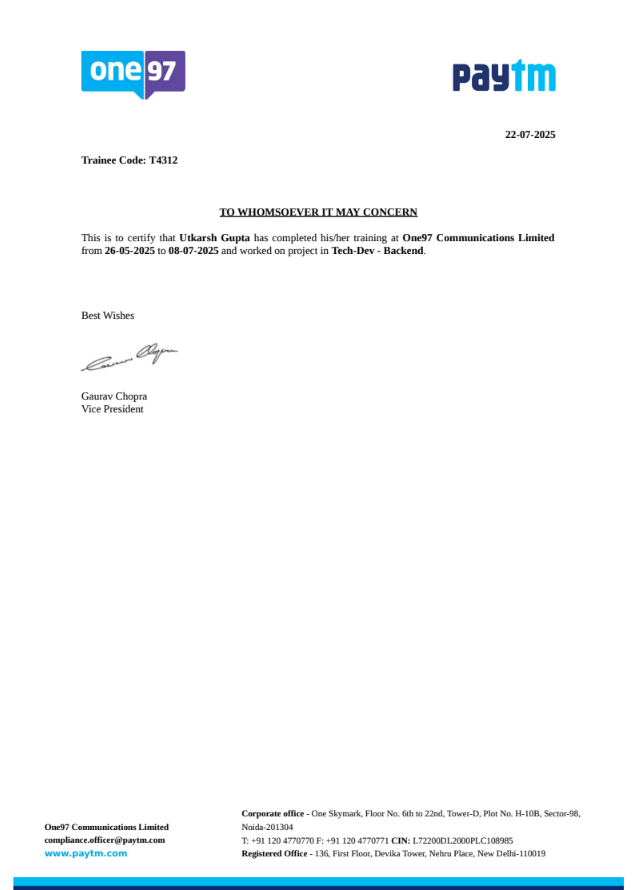 one97
paytm
22-07-2025
Trainee Code: T4312
TO WHOMSOEVER IT MAY CONCERN
This is to certify that Utkarsh Gupta has completed his/her training at One97 Communications Limited
from 26-05-2025 to 08-07-2025 and worked on project in Tech-Dev - Backend.
Best Wishes
Gaurav Chopra
Vice President
One97 Communications Limited
compliance.officer@paytm.com
www.paytm.com
Corporate office - One Skymark, Floor No. 6th to 22nd, Tower-D, Plot No. H-10B, Sector-98,
Noida-201304
T: +91 120 4770770 F: +91 120 4770771 CIN: L72200DL2000PLC108985
Registered Office - 136, First Floor, Devika Tower, Nehru Place, New Delhi-110019